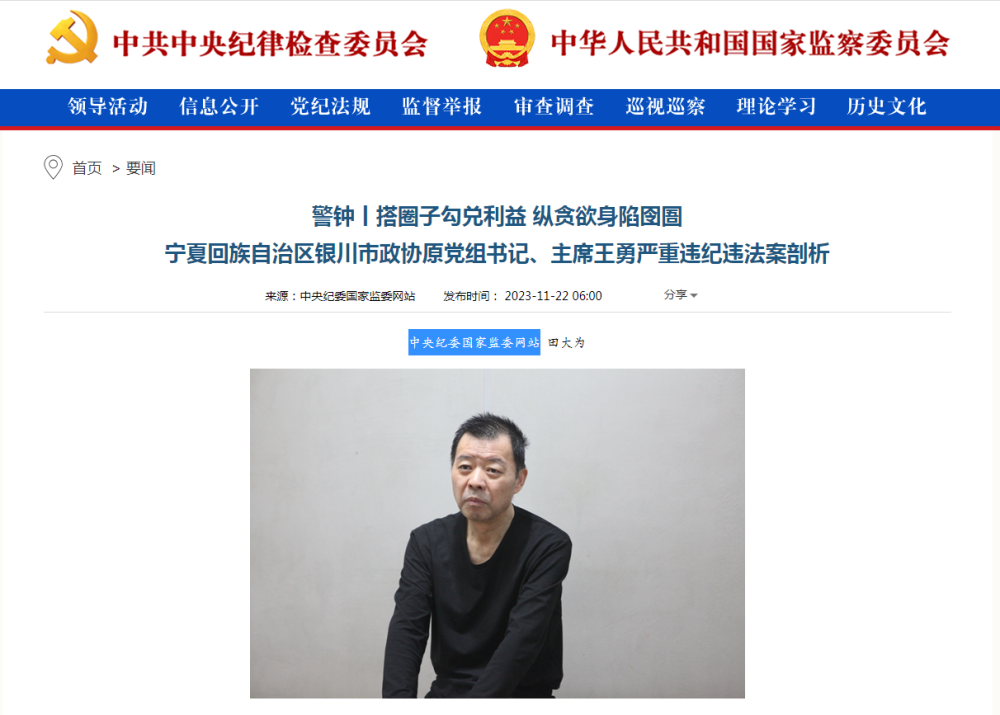 中共中央纪律检查委员会 中华人民共和国国家监察委员会
领导活动 信息公开 党纪法规 监督举报 审查调查 巡视巡察 理论学习 历史文化
首页 > 要闻
警钟丨搭圈子勾兑利益 纵贪欲身陷囹圄
宁夏回族自治区银川市政协原党组书记、主席王勇严重违纪违法案剖析
来源：中央纪委国家监委网站 发布时间： 2023-11-22 06:00 分享
中央纪委国家监委网站 田大为